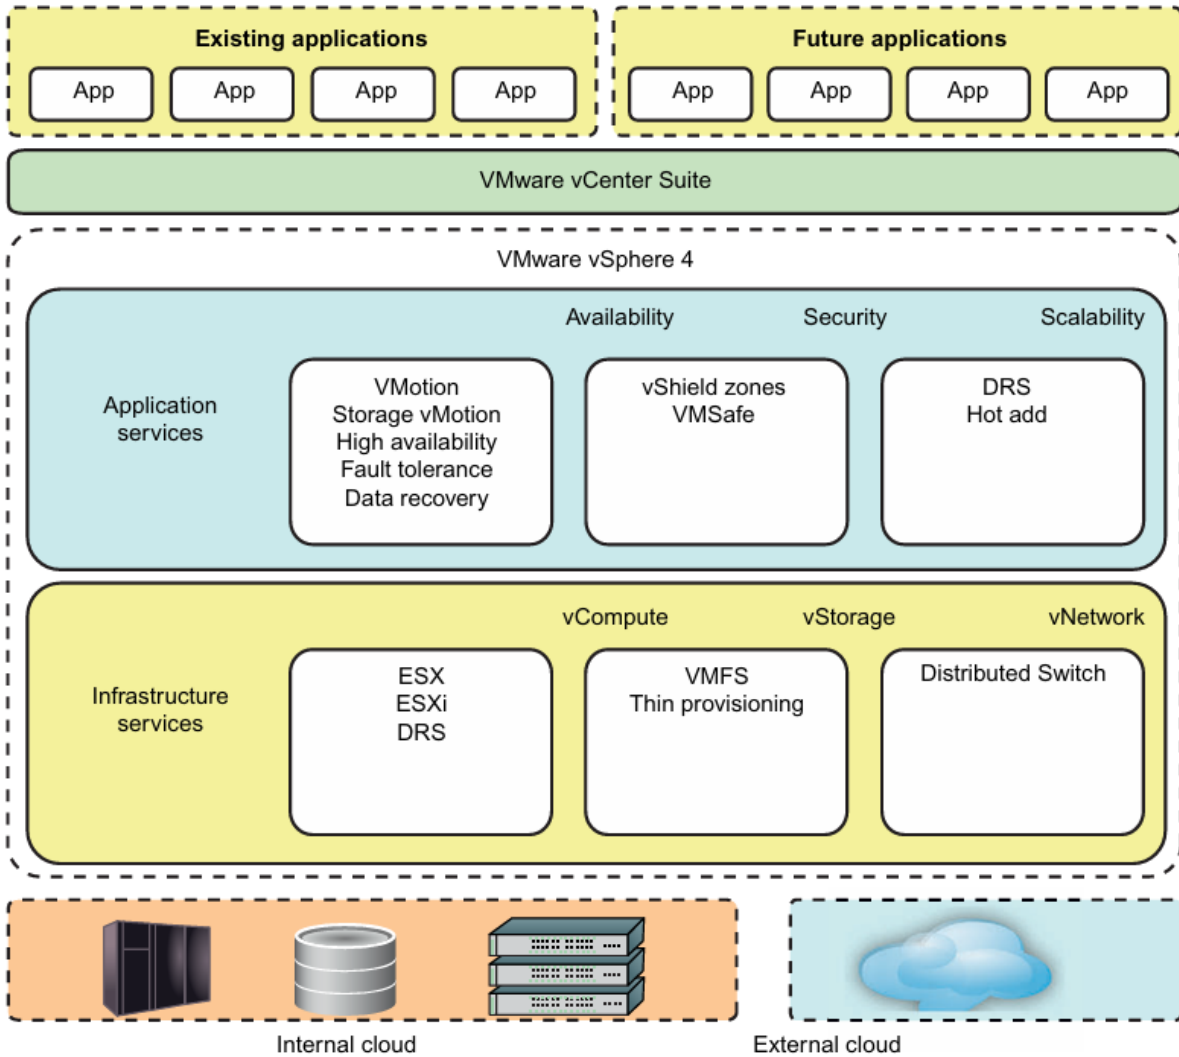 Existing applications
App App App App
Future applications
App App App App
VMware vCenter Suite
VMware vSphere 4
Application
services
Availability Security Scalability
VMotion
Storage vMotion
High availability
Fault tolerance
Data recovery
vShield zones
VMSafe
DRS
Hot add
Infrastructure
services
vCompute vStorage vNetwork
ESX
ESXi
DRS
VMFS
Thin provisioning
Distributed Switch
Internal cloud
External cloud